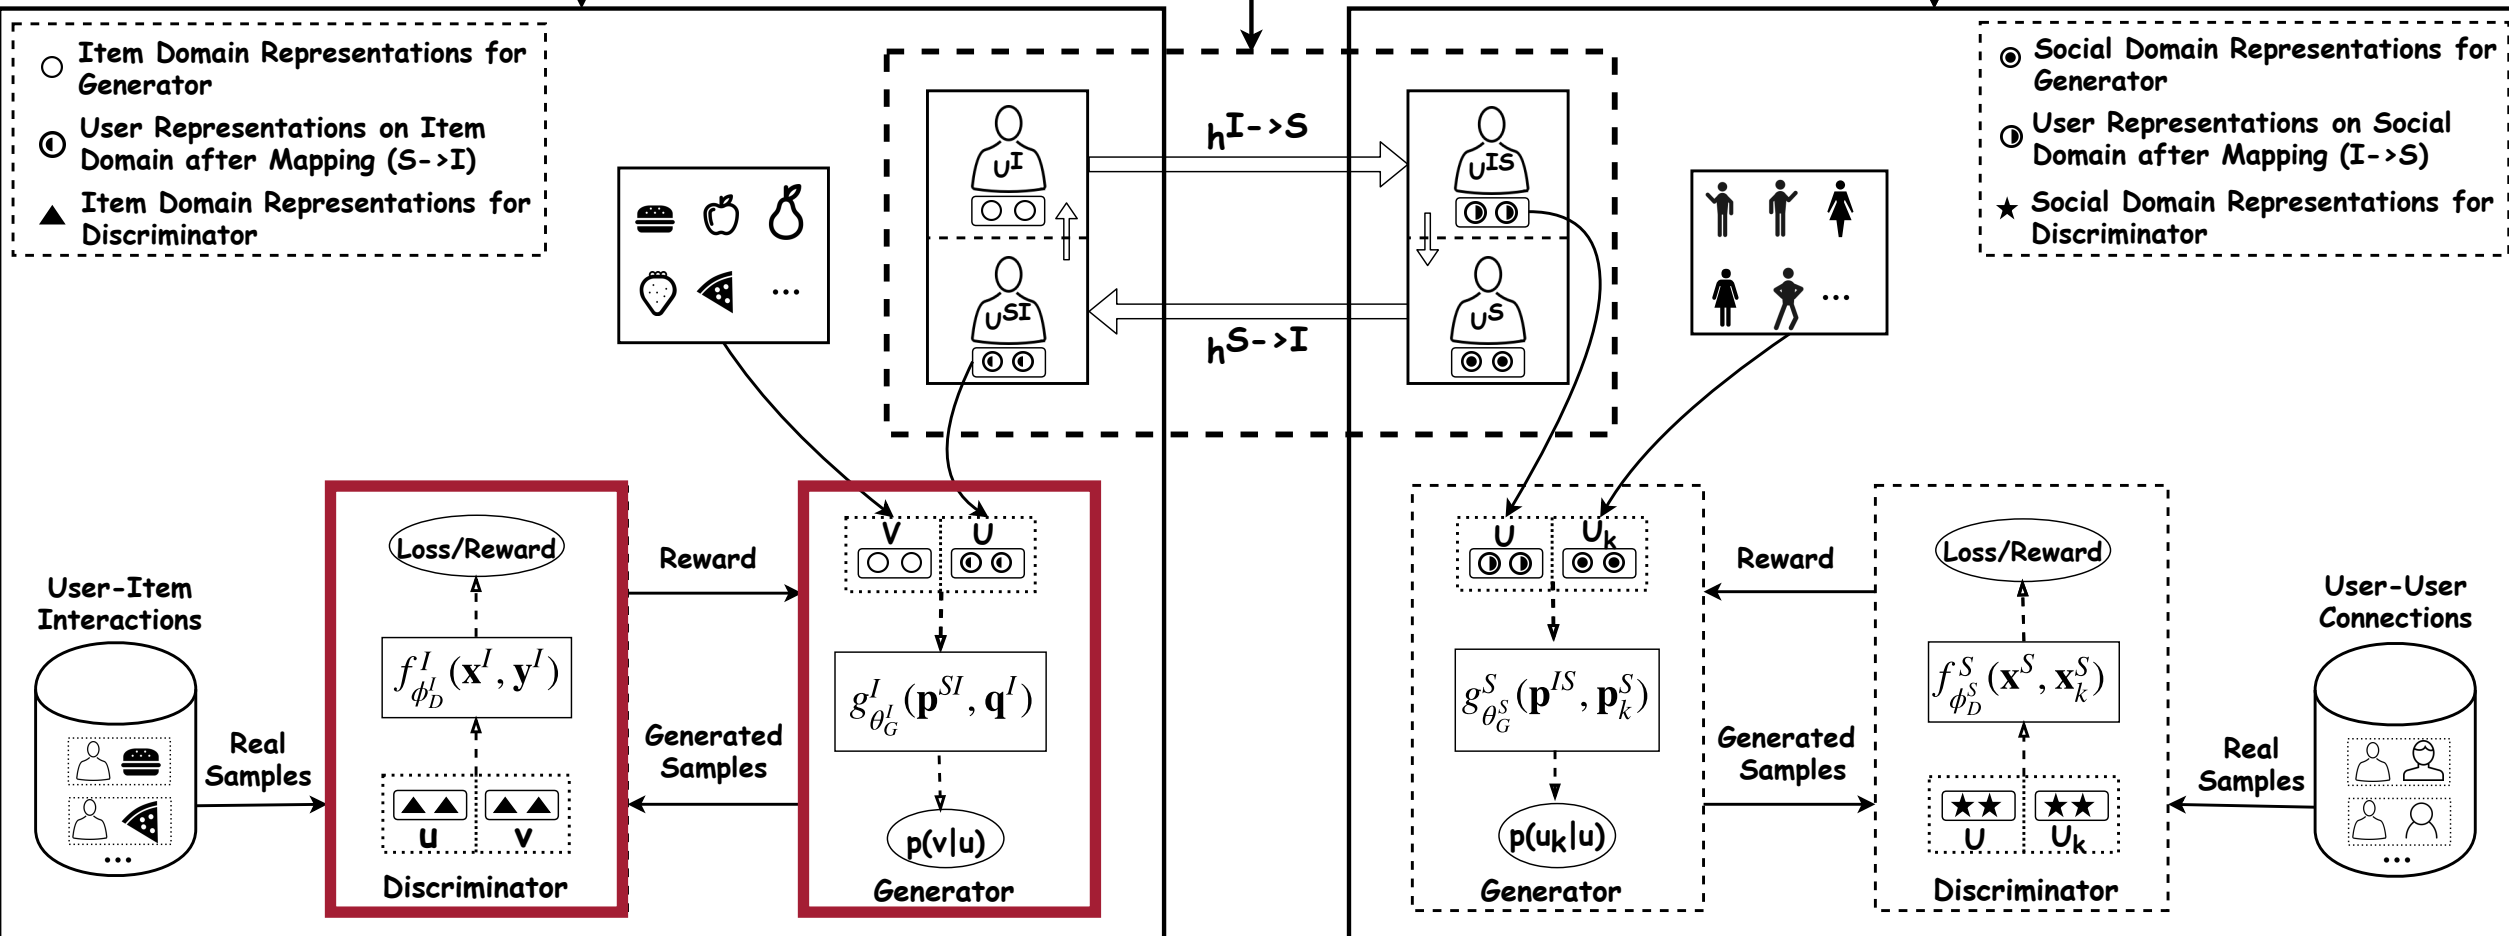 Item Domain Representations for
Generator
User Representations on Item
Domain after Mapping (S->I)
Item Domain Representations for
Discriminator
Social Domain Representations for
Generator
User Representations on Social
Domain after Mapping (I->S)
Social Domain Representations for
Discriminator
U^I
h^{I->S}
U^{IS}
U^{SI}
h^{S->I}
U^S
...
...
User-Item
Interactions
Real
Samples
...
Loss/Reward
f^I_{ϕ^I_D}(x^I, y^I)
u
v
Discriminator
Reward
Generated
Samples
V
U
g^I_{θ^I_G}(p^{SI}, q^I)
p(v|u)
Generator
U
U_k
g^S_{θ^S_G}(p^{IS}, p^S_k)
p(u_k|u)
Generator
Reward
Generated
Samples
Loss/Reward
f^S_{ϕ^S_D}(x^S, x^S_k)
U
U_k
Discriminator
Real
Samples
User-User
Connections
...